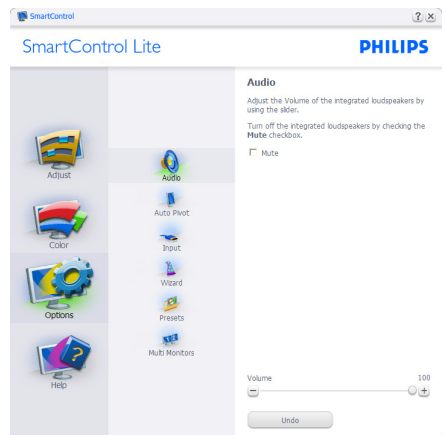 SmartControl
SmartControl Lite
PHILIPS
Adjust
Color
Options
Help
Audio
Auto Pivot
Input
Wizard
Presets
Multi Monitors
Audio
Adjust the Volume of the integrated loudspeakers by
using the slider.
Turn off the integrated loudspeakers by checking the
Mute checkbox.
Mute
Volume 100
Undo